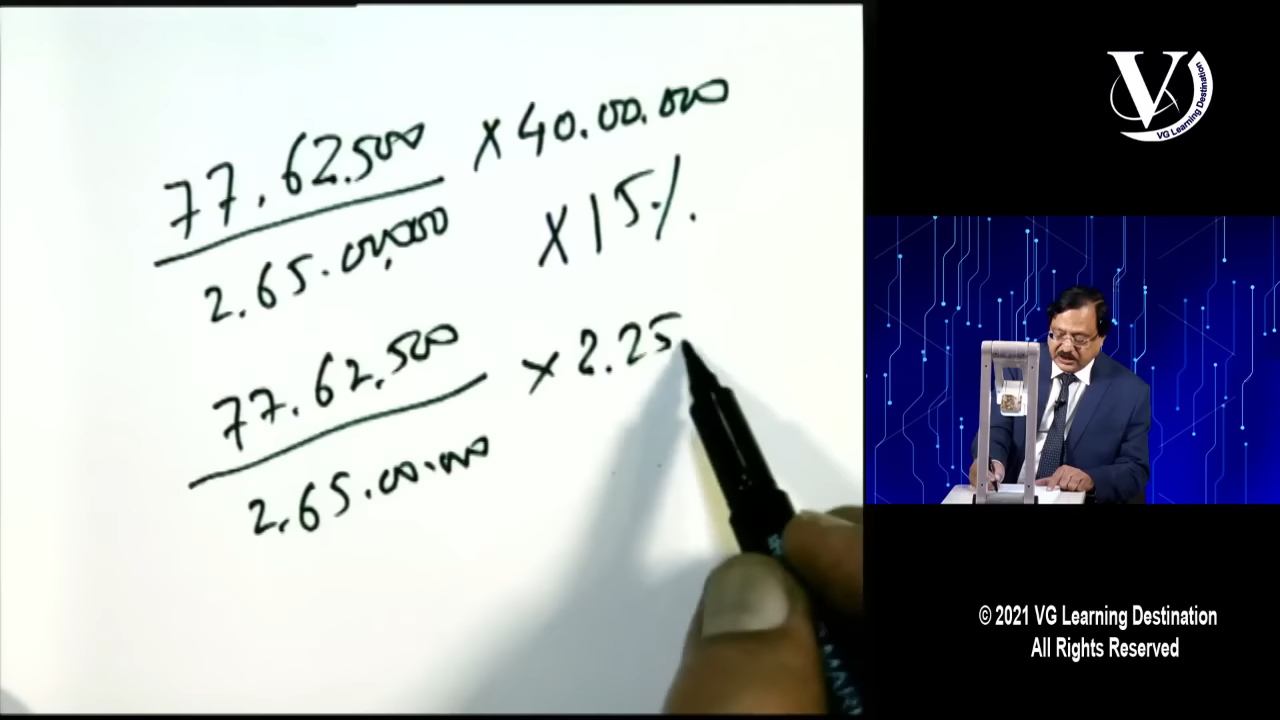 77,62,500 × 40.00.000
2.65.00,000 × 15%.
77.62,500 × 2.25
2.65.00.000
V
VG Learning Destination
© 2021 VG Learning Destination
All Rights Reserved